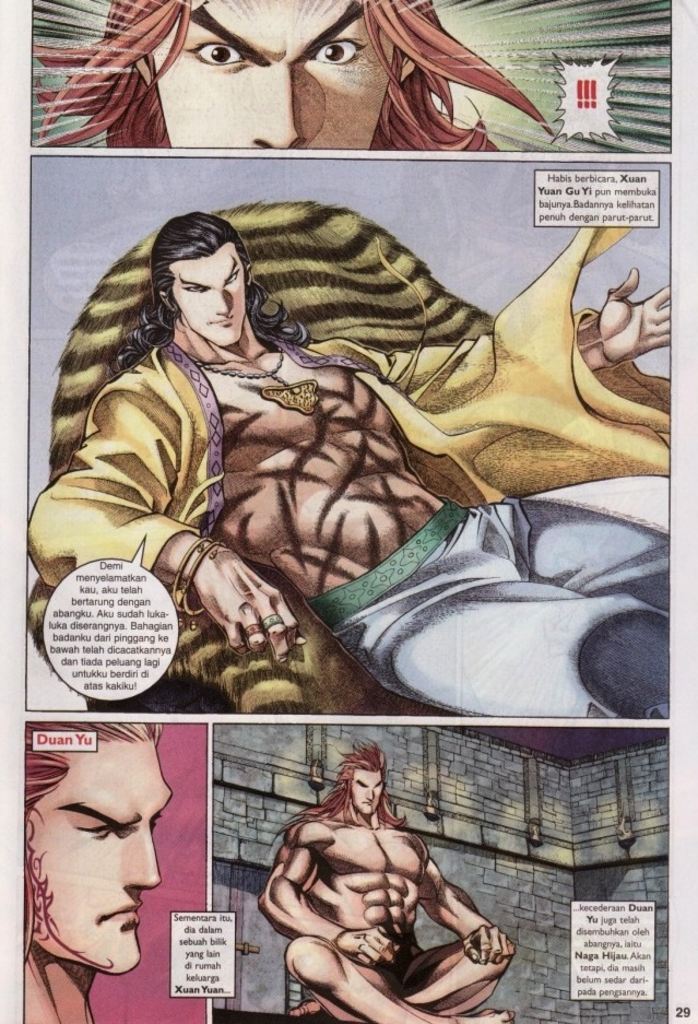 !!!
Habis berbicara, Xuan
Yuan Gu Yi pun membuka
bajunya.Badannya kelihatan
penuh dengan parut-parut.
Demi
menyelamatkan
kau, aku telah
bertarung dengan
abangku. Aku sudah luka-
luka diserangnya. Bahagian
badanku dari pinggang ke
bawah telah dicacatkannya
dan tiada peluang lagi
untukku berdiri di
atas kakiku!
Duan Yu
Sementara itu,
dia dalam
sebuah bilik
yang lain
di rumah
keluarga
Xuan Yuan...
...kecederaan Duan
Yu juga telah
disembuhkan oleh
abangnya, iaitu
Naga Hijau. Akan
tetapi, dia masih
belum sedar dari-
pada pengsannya.
29